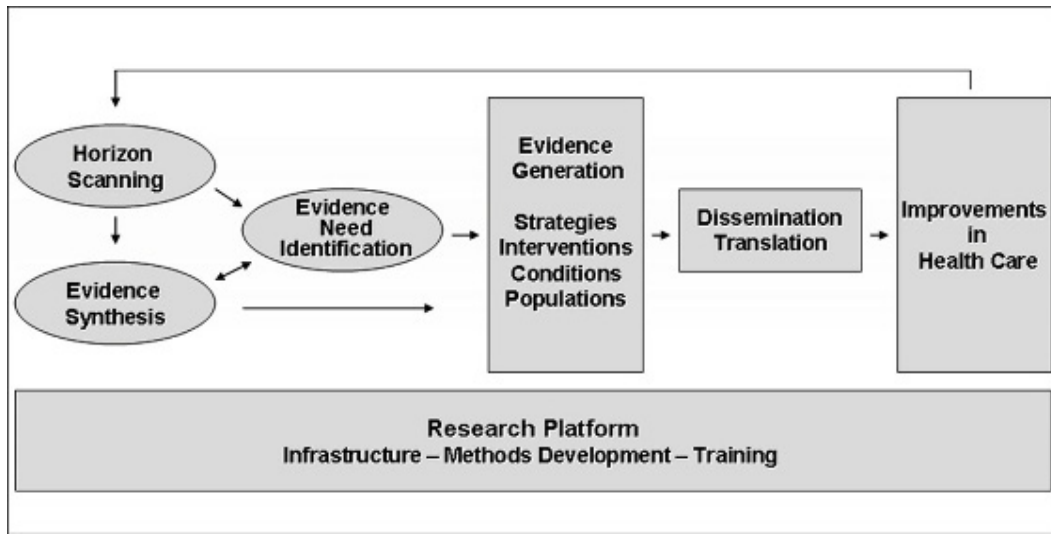 Horizon
Scanning
Evidence
Synthesis
Evidence
Need
Identification
Evidence
Generation
Strategies
Interventions
Conditions
Populations
Dissemination
Translation
Improvements
in
Health Care
Research Platform
Infrastructure – Methods Development – Training